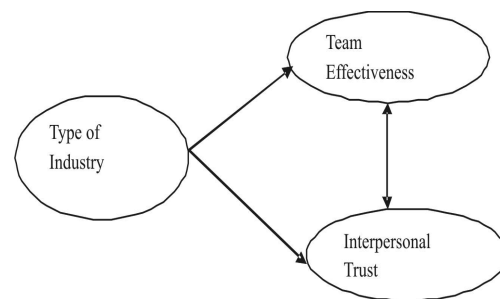 Team
Effectiveness
Type of
Industry
Interpersonal
Trust